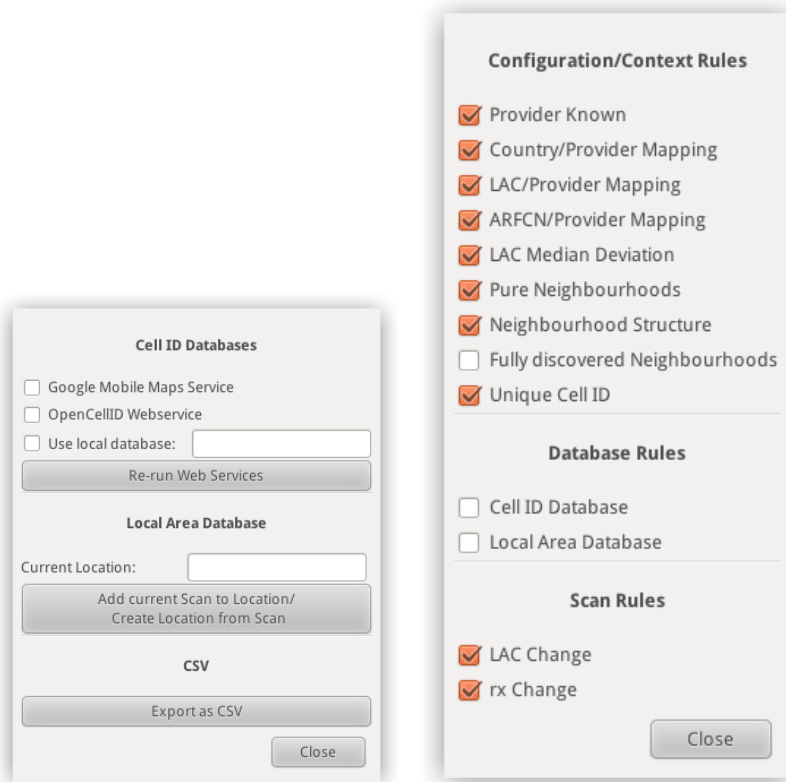 Cell ID Databases
Google Mobile Maps Service
OpenCellID Webservice
Use local database:
Re-run Web Services
Local Area Database
Current Location:
Add current Scan to Location/
Create Location from Scan
CSV
Export as CSV
Close
Configuration/Context Rules
Provider Known
Country/Provider Mapping
LAC/Provider Mapping
ARFCN/Provider Mapping
LAC Median Deviation
Pure Neighbourhoods
Neighbourhood Structure
Fully discovered Neighbourhoods
Unique Cell ID
Database Rules
Cell ID Database
Local Area Database
Scan Rules
LAC Change
rx Change
Close